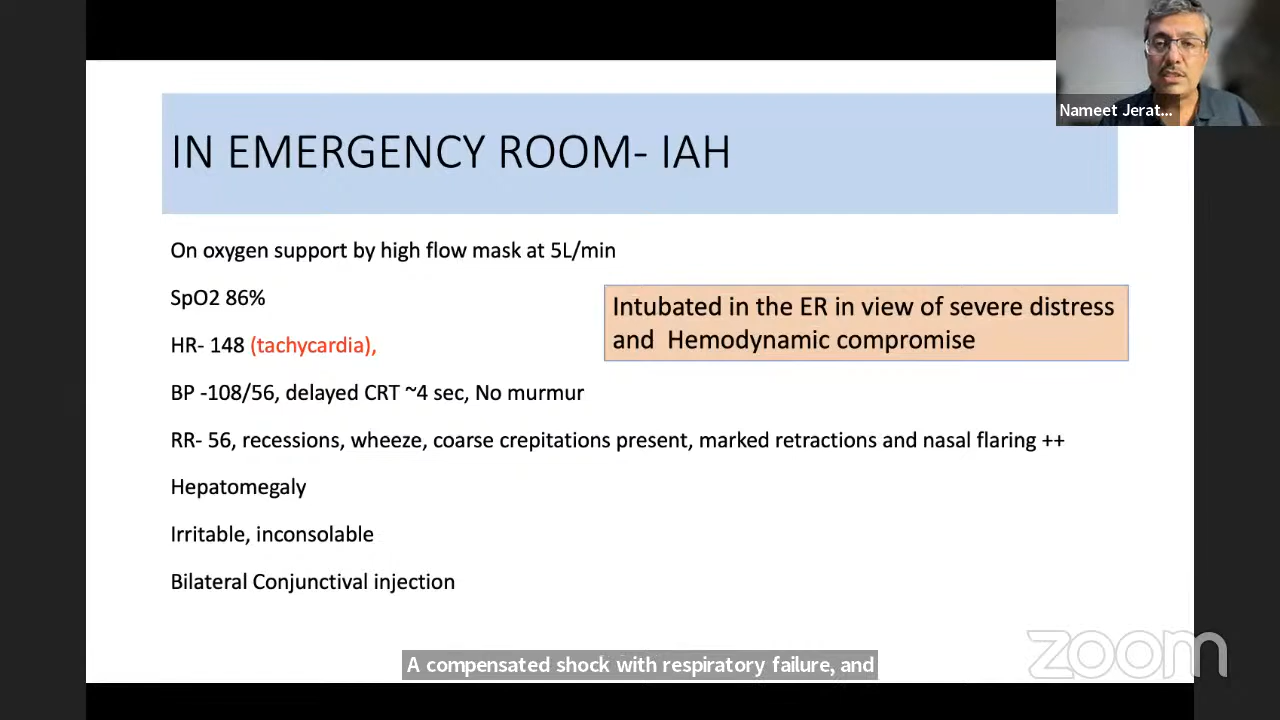 Nameet Jerat...
IN EMERGENCY ROOM- IAH
On oxygen support by high flow mask at 5L/min
SpO2 86%
Intubated in the ER in view of severe distress
and Hemodynamic compromise
HR- 148 (tachycardia),
BP -108/56, delayed CRT ~4 sec, No murmur
RR- 56, recessions, wheeze, coarse crepitations present, marked retractions and nasal flaring ++
Hepatomegaly
Irritable, inconsolable
Bilateral Conjunctival injection
A compensated shock with respiratory failure, and
zoom